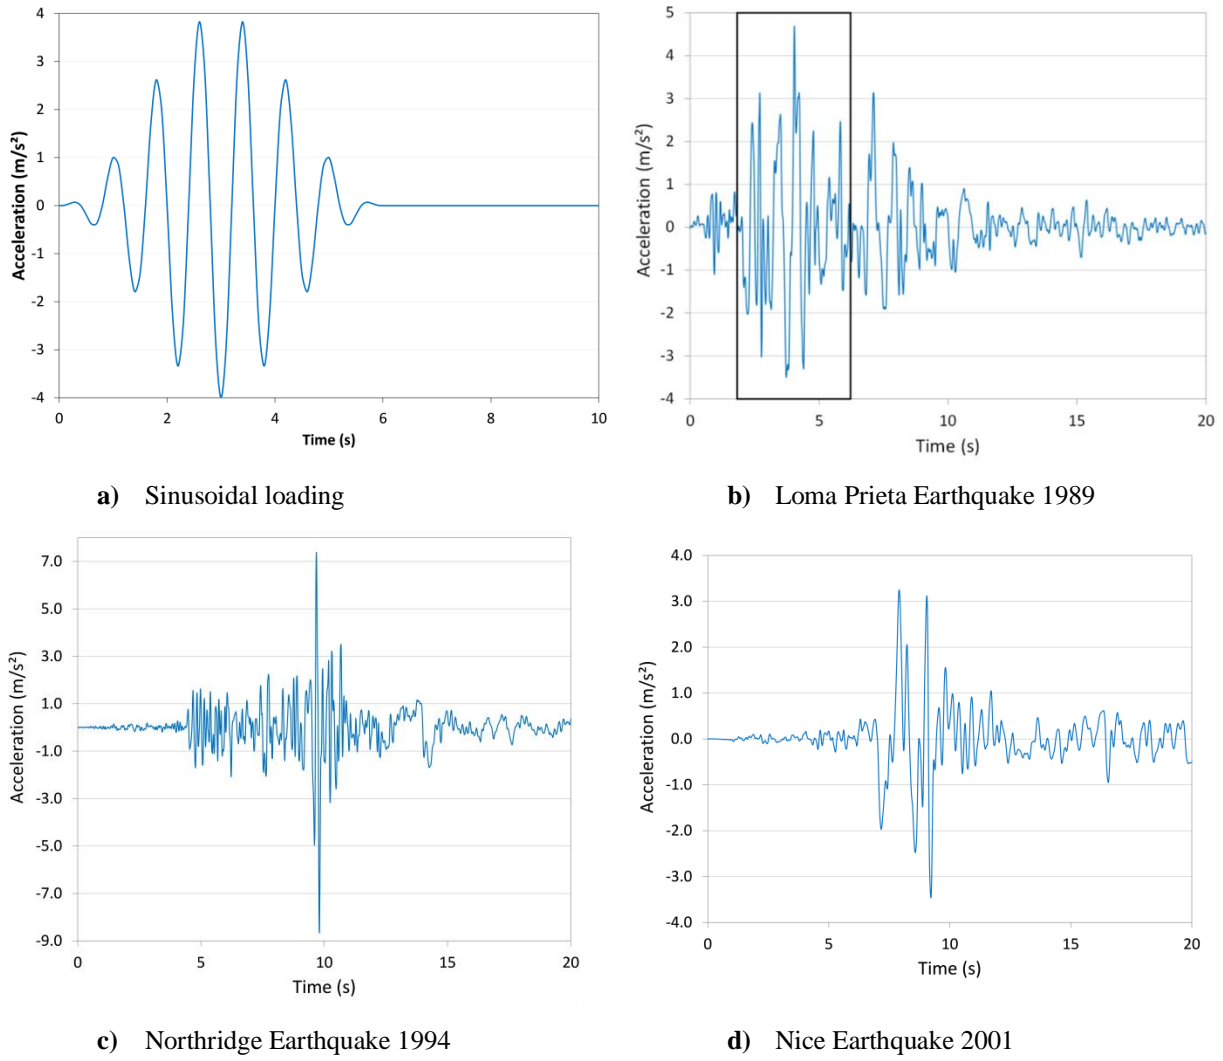 4
3
2
1
0
-1
-2
-3
-4
Acceleration (m/s²)
0 2 4 6 8 10
Time (s)
a) Sinusoidal loading
5
4
3
2
1
0
-1
-2
-3
-4
Acceleration (m/s²)
0 5 10 15 20
Time (s)
b) Loma Prieta Earthquake 1989
7.0
5.0
3.0
1.0
-1.0
-3.0
-5.0
-7.0
-9.0
Acceleration (m/s²)
0 5 10 15 20
Time (s)
c) Northridge Earthquake 1994
4.0
3.0
2.0
1.0
0.0
-1.0
-2.0
-3.0
-4.0
Acceleration (m/s²)
0 5 10 15 20
Time (s)
d) Nice Earthquake 2001